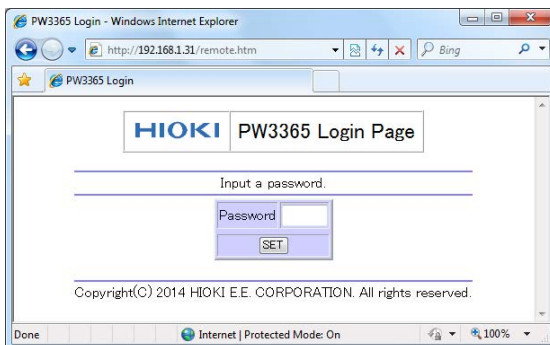 PW3365 Login - Windows Internet Explorer
http://192.168.1.31/remote.htm
Bing
PW3365 Login
HIOKI PW3365 Login Page
Input a password.
Password
SET
Copyright(C) 2014 HIOKI E.E. CORPORATION. All rights reserved.
Done
Internet | Protected Mode: On
100%